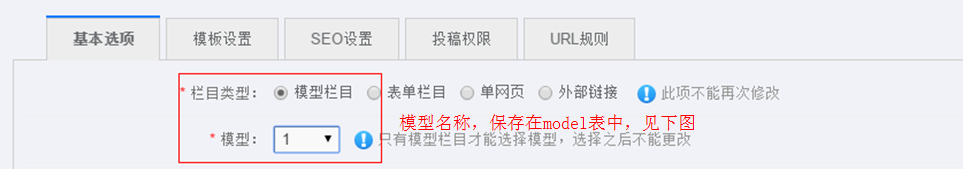 基本选项 模板设置 SEO设置 投稿权限 URL规则
* 栏目类型： 模型栏目 表单栏目 单网页 外部链接 此项不能再次修改
模型名称，保存在model表中，见下图
* 模型： 1 只有模型栏目才能选择模型，选择之后不能更改